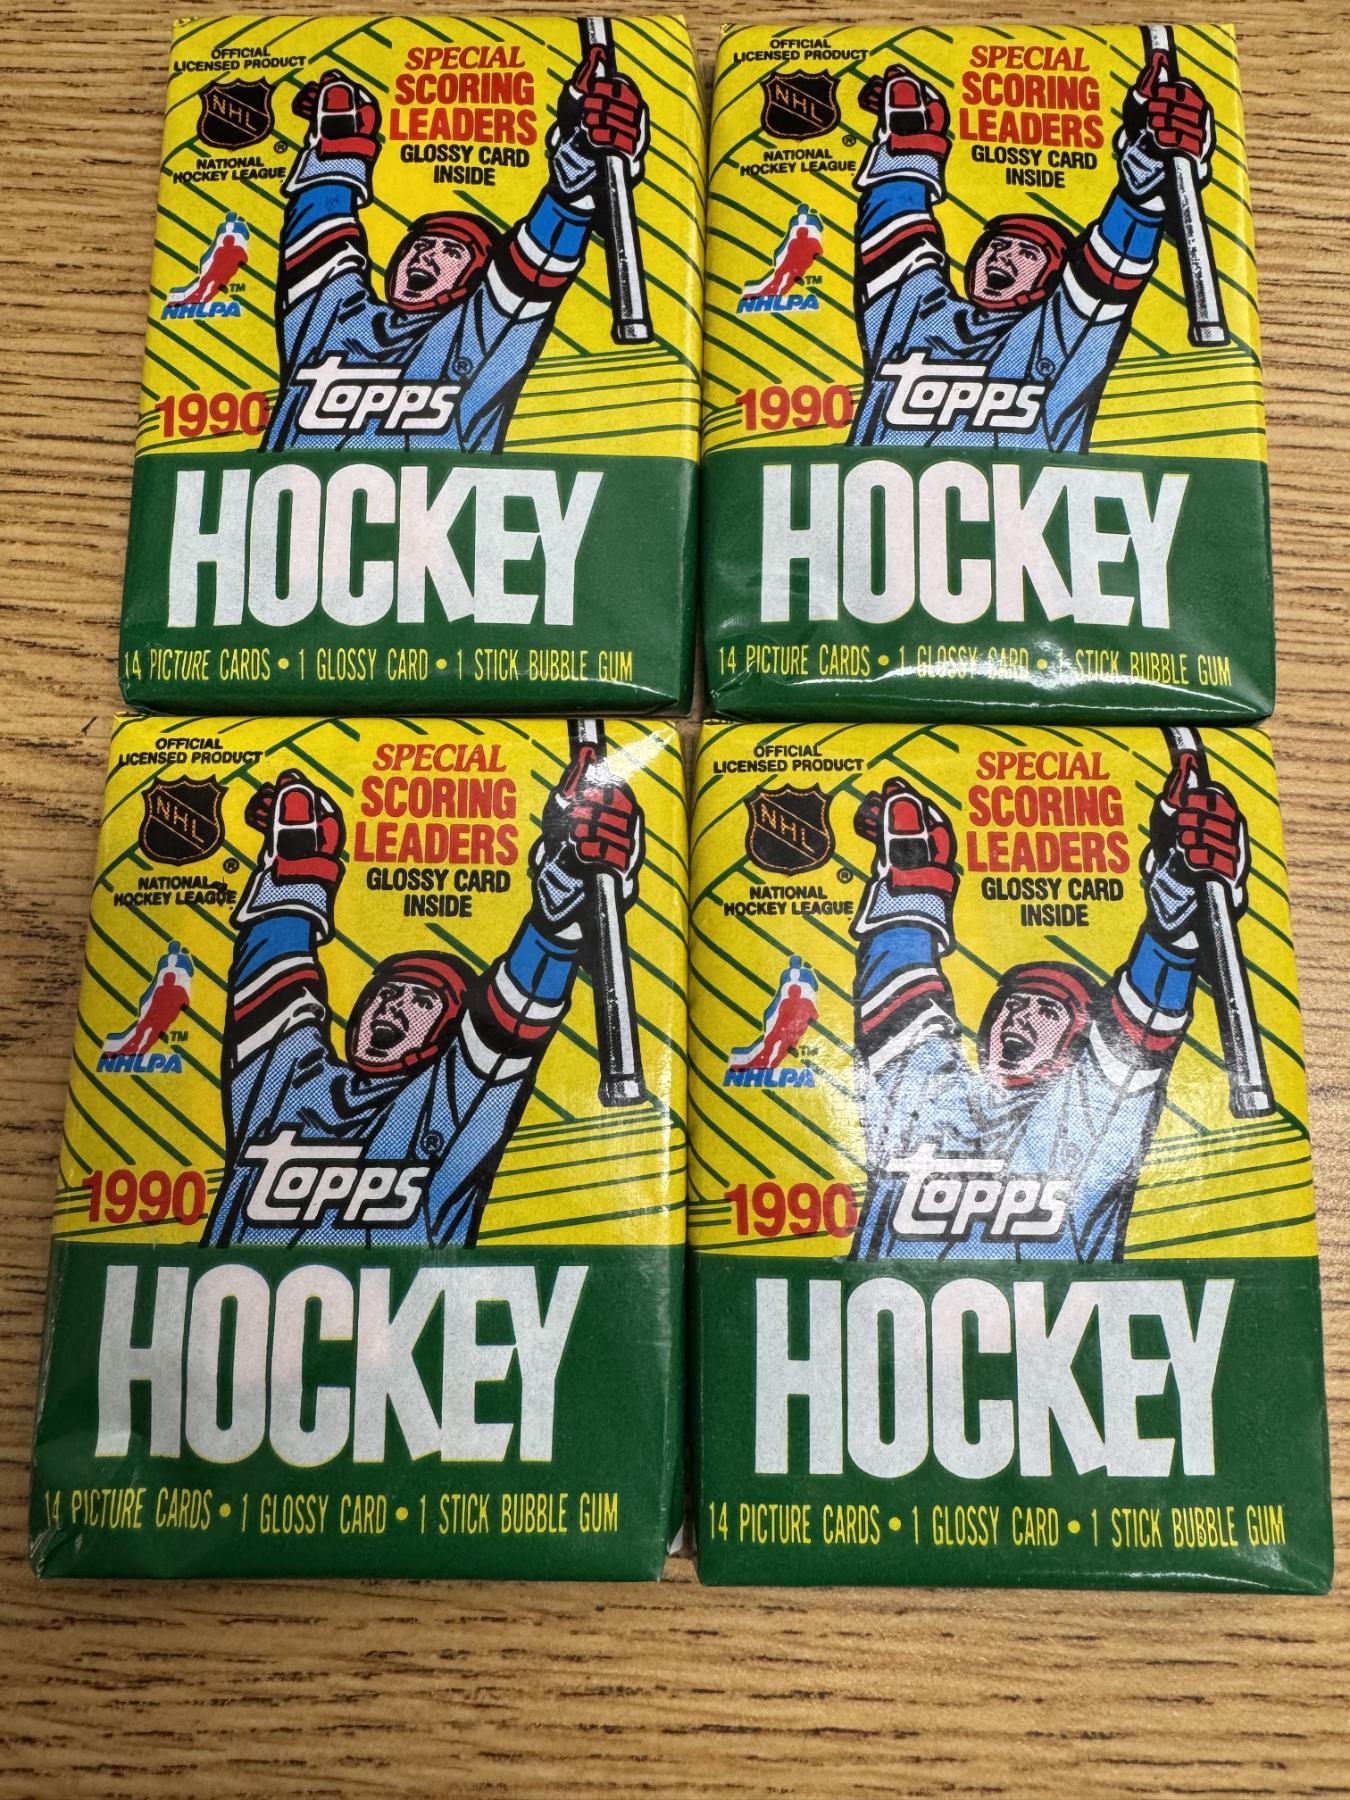 OFFICIAL
LICENSED PRODUCT
NHL
®
NATIONAL
HOCKEY LEAGUE
SPECIAL
SCORING
LEADERS
GLOSSY CARD
INSIDE
TM
NHLPA
1990
topps ®
HOCKEY
14 PICTURE CARDS • 1 GLOSSY CARD • 1 STICK BUBBLE GUM
OFFICIAL
LICENSED PRODUCT
NHL
®
NATIONAL
HOCKEY LEAGUE
SPECIAL
SCORING
LEADERS
GLOSSY CARD
INSIDE
TM
NHLPA
1990
topps ®
HOCKEY
14 PICTURE CARDS • 1 GLOSSY CARD • 1 STICK BUBBLE GUM
OFFICIAL
LICENSED PRODUCT
NHL
®
NATIONAL
HOCKEY LEAGUE
SPECIAL
SCORING
LEADERS
GLOSSY CARD
INSIDE
TM
NHLPA
1990
topps ®
HOCKEY
14 PICTURE CARDS • 1 GLOSSY CARD • 1 STICK BUBBLE GUM
OFFICIAL
LICENSED PRODUCT
NHL
®
NATIONAL
HOCKEY LEAGUE
SPECIAL
SCORING
LEADERS
GLOSSY CARD
INSIDE
TM
NHLPA
1990
topps ®
HOCKEY
14 PICTURE CARDS • 1 GLOSSY CARD • 1 STICK BUBBLE GUM